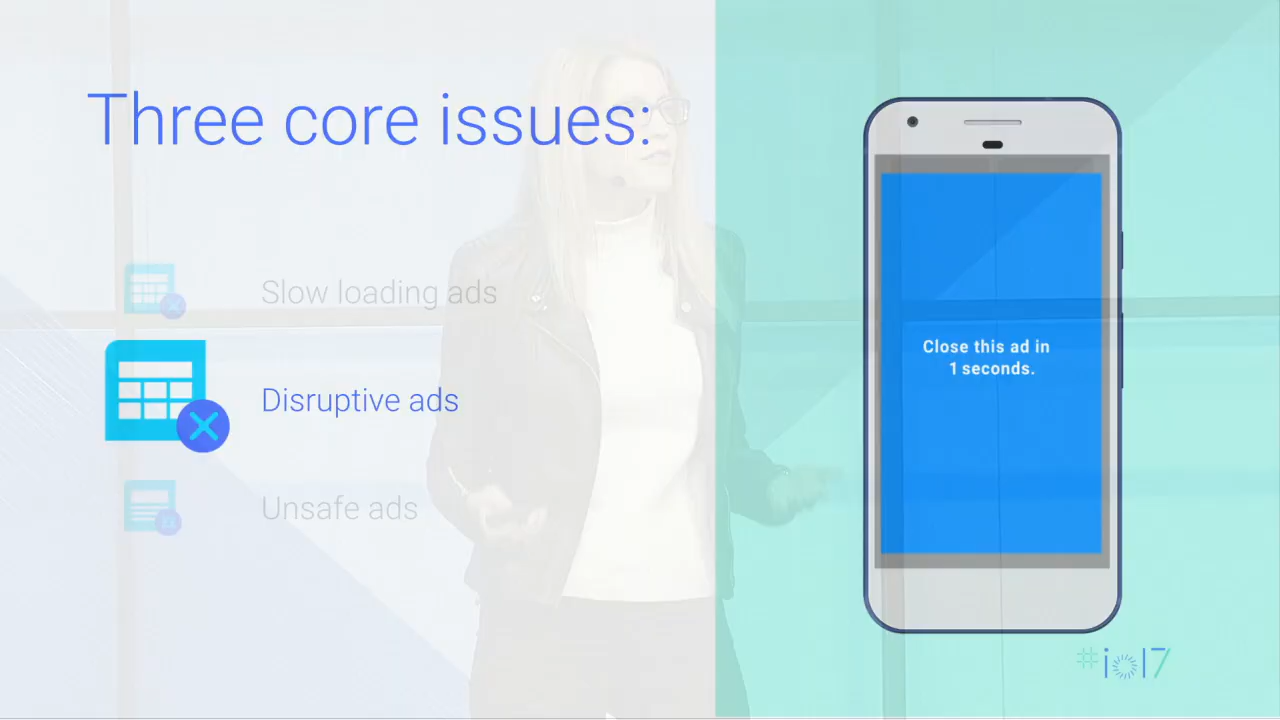 Three core issues:
Slow loading ads
Disruptive ads
Unsafe ads
Close this ad in
1 seconds.
#io17